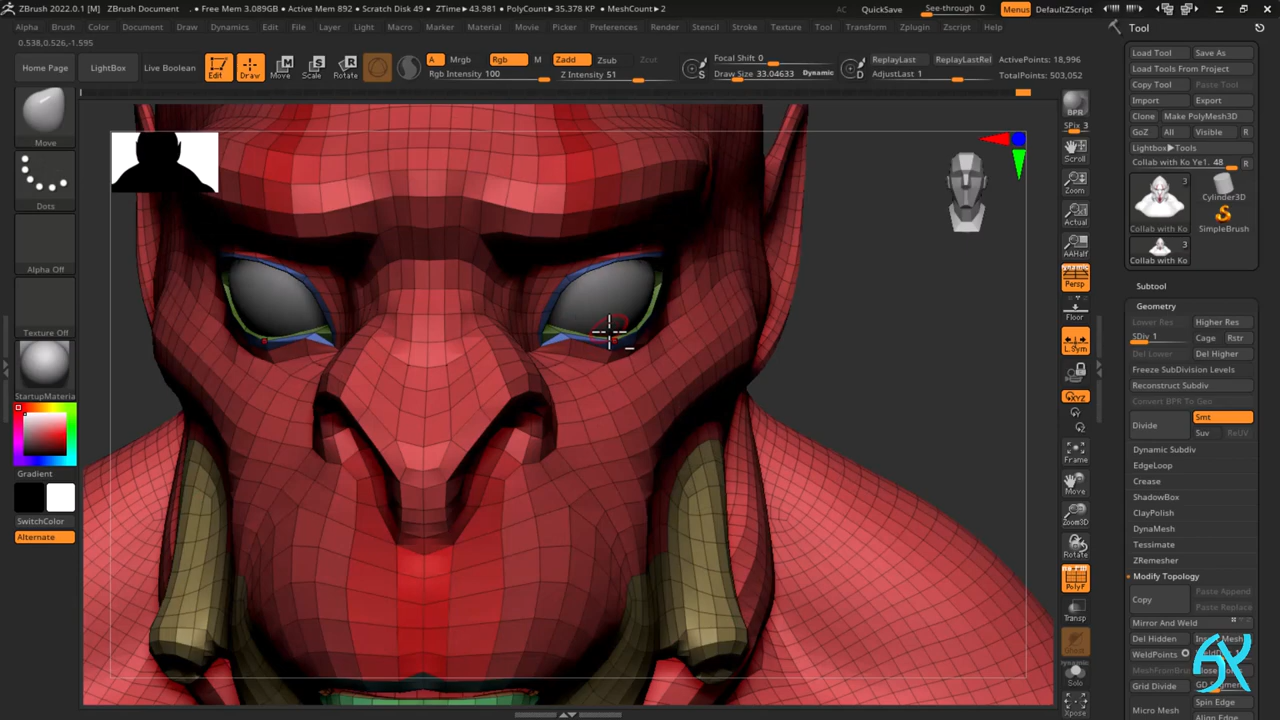 ZBrush 2022.0.1 [M] ZBrush Document . • Free Mem 3.089GB • Active Mem 892 • Scratch Disk 49 • ZTime▸43.981 • PolyCount▸35.378 KP • MeshCount▸2 AC QuickSave See-through 0 Menus DefaultZScript
Alpha Brush Color Document Draw Dynamics Edit File Layer Light Macro Marker Material Movie Picker Preferences Render Stencil Stroke Texture Tool Transform Zplugin Zscript Help
0.538,0.526,-1.595
Home Page LightBox Live Boolean Edit Draw Move Scale Rotate
A Mrgb Rgb M Zadd Zsub Zcut
Rgb Intensity 100 Z Intensity 51
Focal Shift 0
Draw Size 33.04633 Dynamic
S D
ReplayLast ReplayLastRel
AdjustLast 1
ActivePoints: 18,996
TotalPoints: 503,052
Move
Dots
Alpha Off
Texture Off
StartupMateria
Gradient
SwitchColor
Alternate
BPR
SPix 3
Scroll
Zoom
Actual
AAHalf
Persp
Floor
L.Sym
XYZ
Frame
Move
Zoom3D
Rotate
PolyF
Transp
Ghost
Dynamic
Solo
Xpose
Tool
Load Tool Save As
Load Tools From Project
Copy Tool Paste Tool
Import Export
Clone Make PolyMesh3D
GoZ All Visible R
Lightbox▸Tools
Collab with Ko Ye1. 48 R
3
Cylinder3D
Collab with Ko SimpleBrush
3
Collab with Ko
Subtool
Geometry
Lower Res Higher Res
SDiv 1 Cage Rstr
Del Lower Del Higher
Freeze SubDivision Levels
Reconstruct Subdiv
Convert BPR To Geo
Divide Smt
Suv ReUV
Dynamic Subdiv
EdgeLoop
Crease
ShadowBox
ClayPolish
DynaMesh
Tessimate
ZRemesher
Modify Topology
Copy Paste Append
Paste Replace
Mirror And Weld
Del Hidden
WeldPoints
Grid Divide
Micro Mesh
Spin Edge